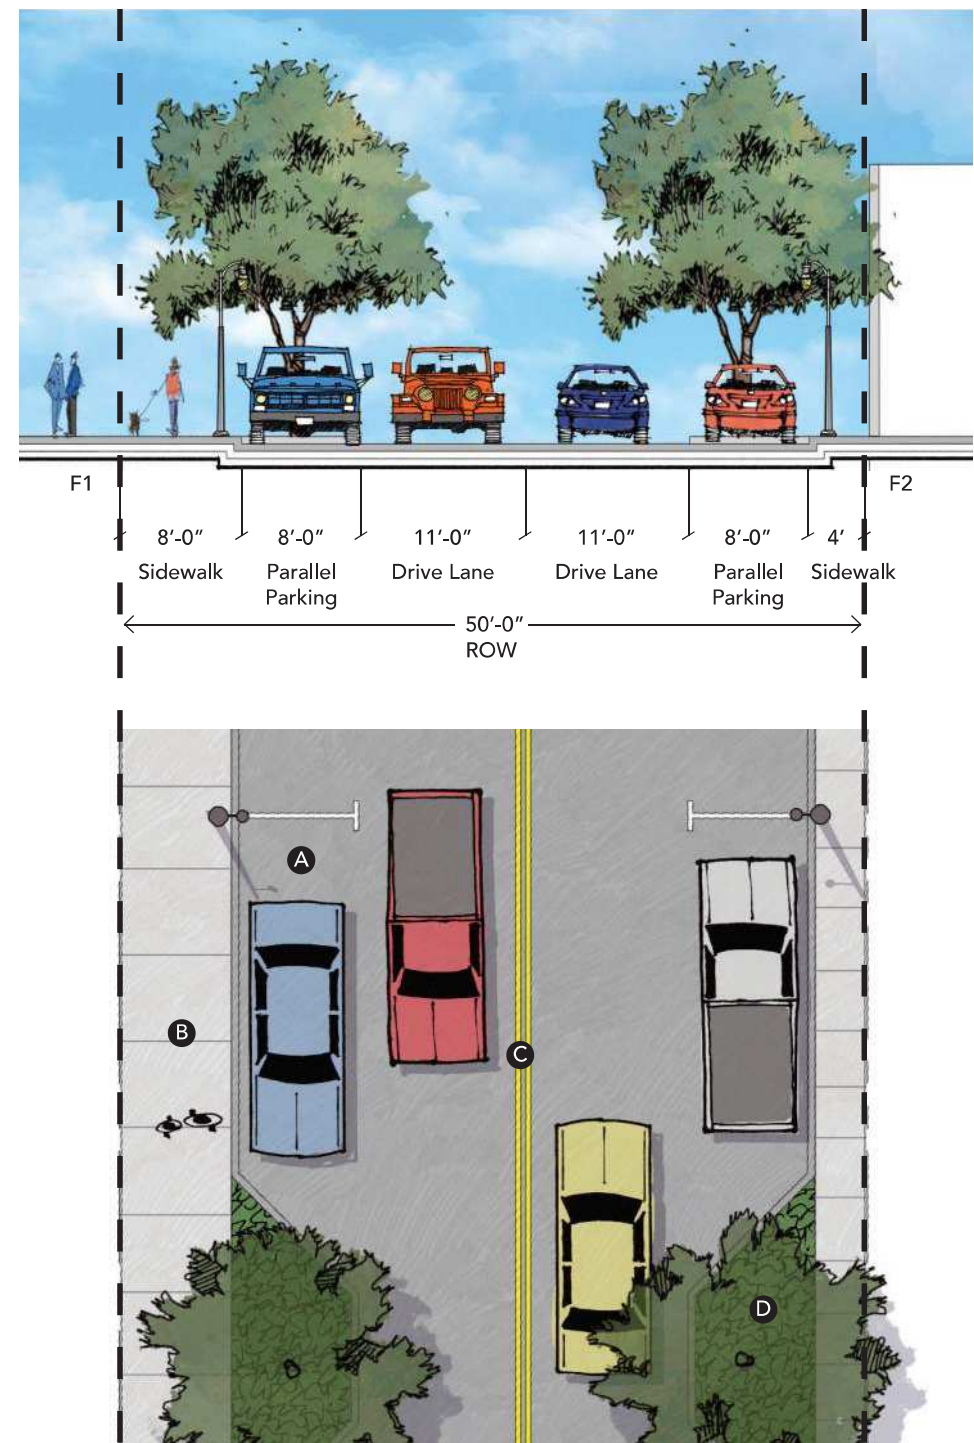 F1
F2
8'-0"
8'-0"
11'-0"
11'-0"
8'-0"
4'
Sidewalk
Parallel
Parking
Drive Lane
Drive Lane
Parallel
Parking
Sidewalk
50'-0"
ROW
A
B
C
D